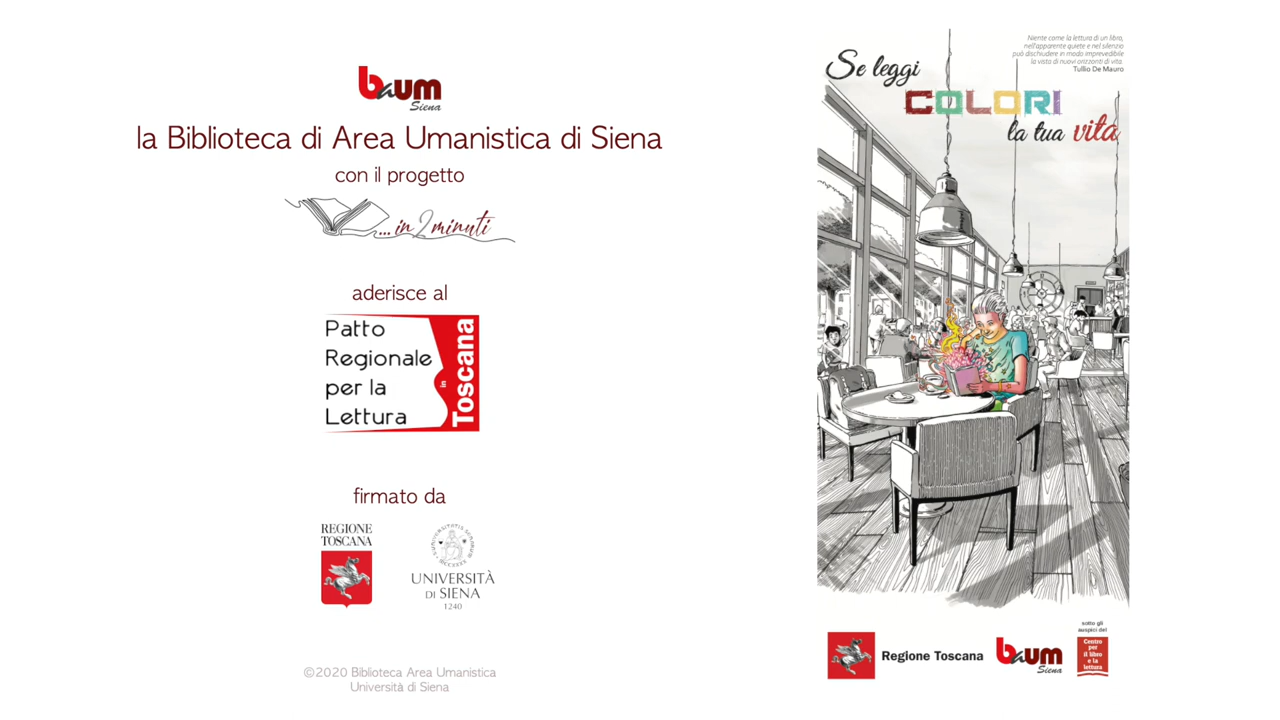 baUM
Siena
la Biblioteca di Area Umanistica di Siena
con il progetto
...in2minuti
aderisce al
Patto
Regionale
per la
Lettura
in
Toscana
firmato da
REGIONE
TOSCANA
UNIVERSITÀ
DI SIENA
1240
©2020 Biblioteca Area Umanistica
Università di Siena
Niente come la lettura di un libro,
nell'apparente quiete e nel silenzio
può dischiudere in modo imprevedibile
la vista di nuovi orizzonti di vita.
Tullio De Mauro
Se leggi
COLORI
la tua vita
Regione Toscana
baUM
Siena
sotto gli
auspici del
Centro
per
il libro
e la
lettura